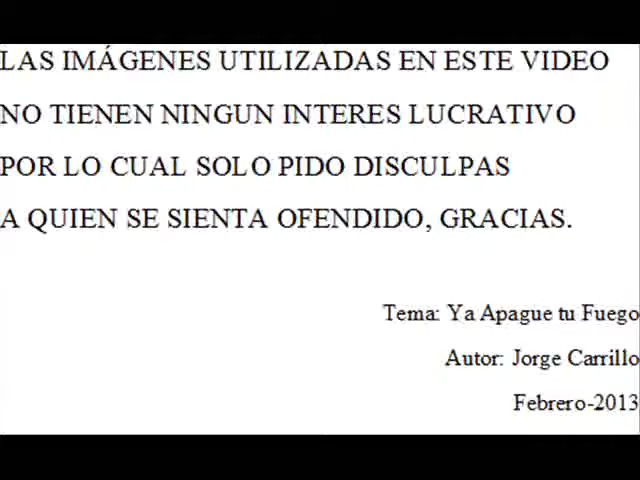 LAS IMÁGENES UTILIZADAS EN ESTE VIDEO
NO TIENEN NINGUN INTERES LUCRATIVO
POR LO CUAL SOLO PIDO DISCULPAS
A QUIEN SE SIENTA OFENDIDO, GRACIAS.
Tema: Ya Apague tu Fuego
Autor: Jorge Carrillo
Febrero-2013